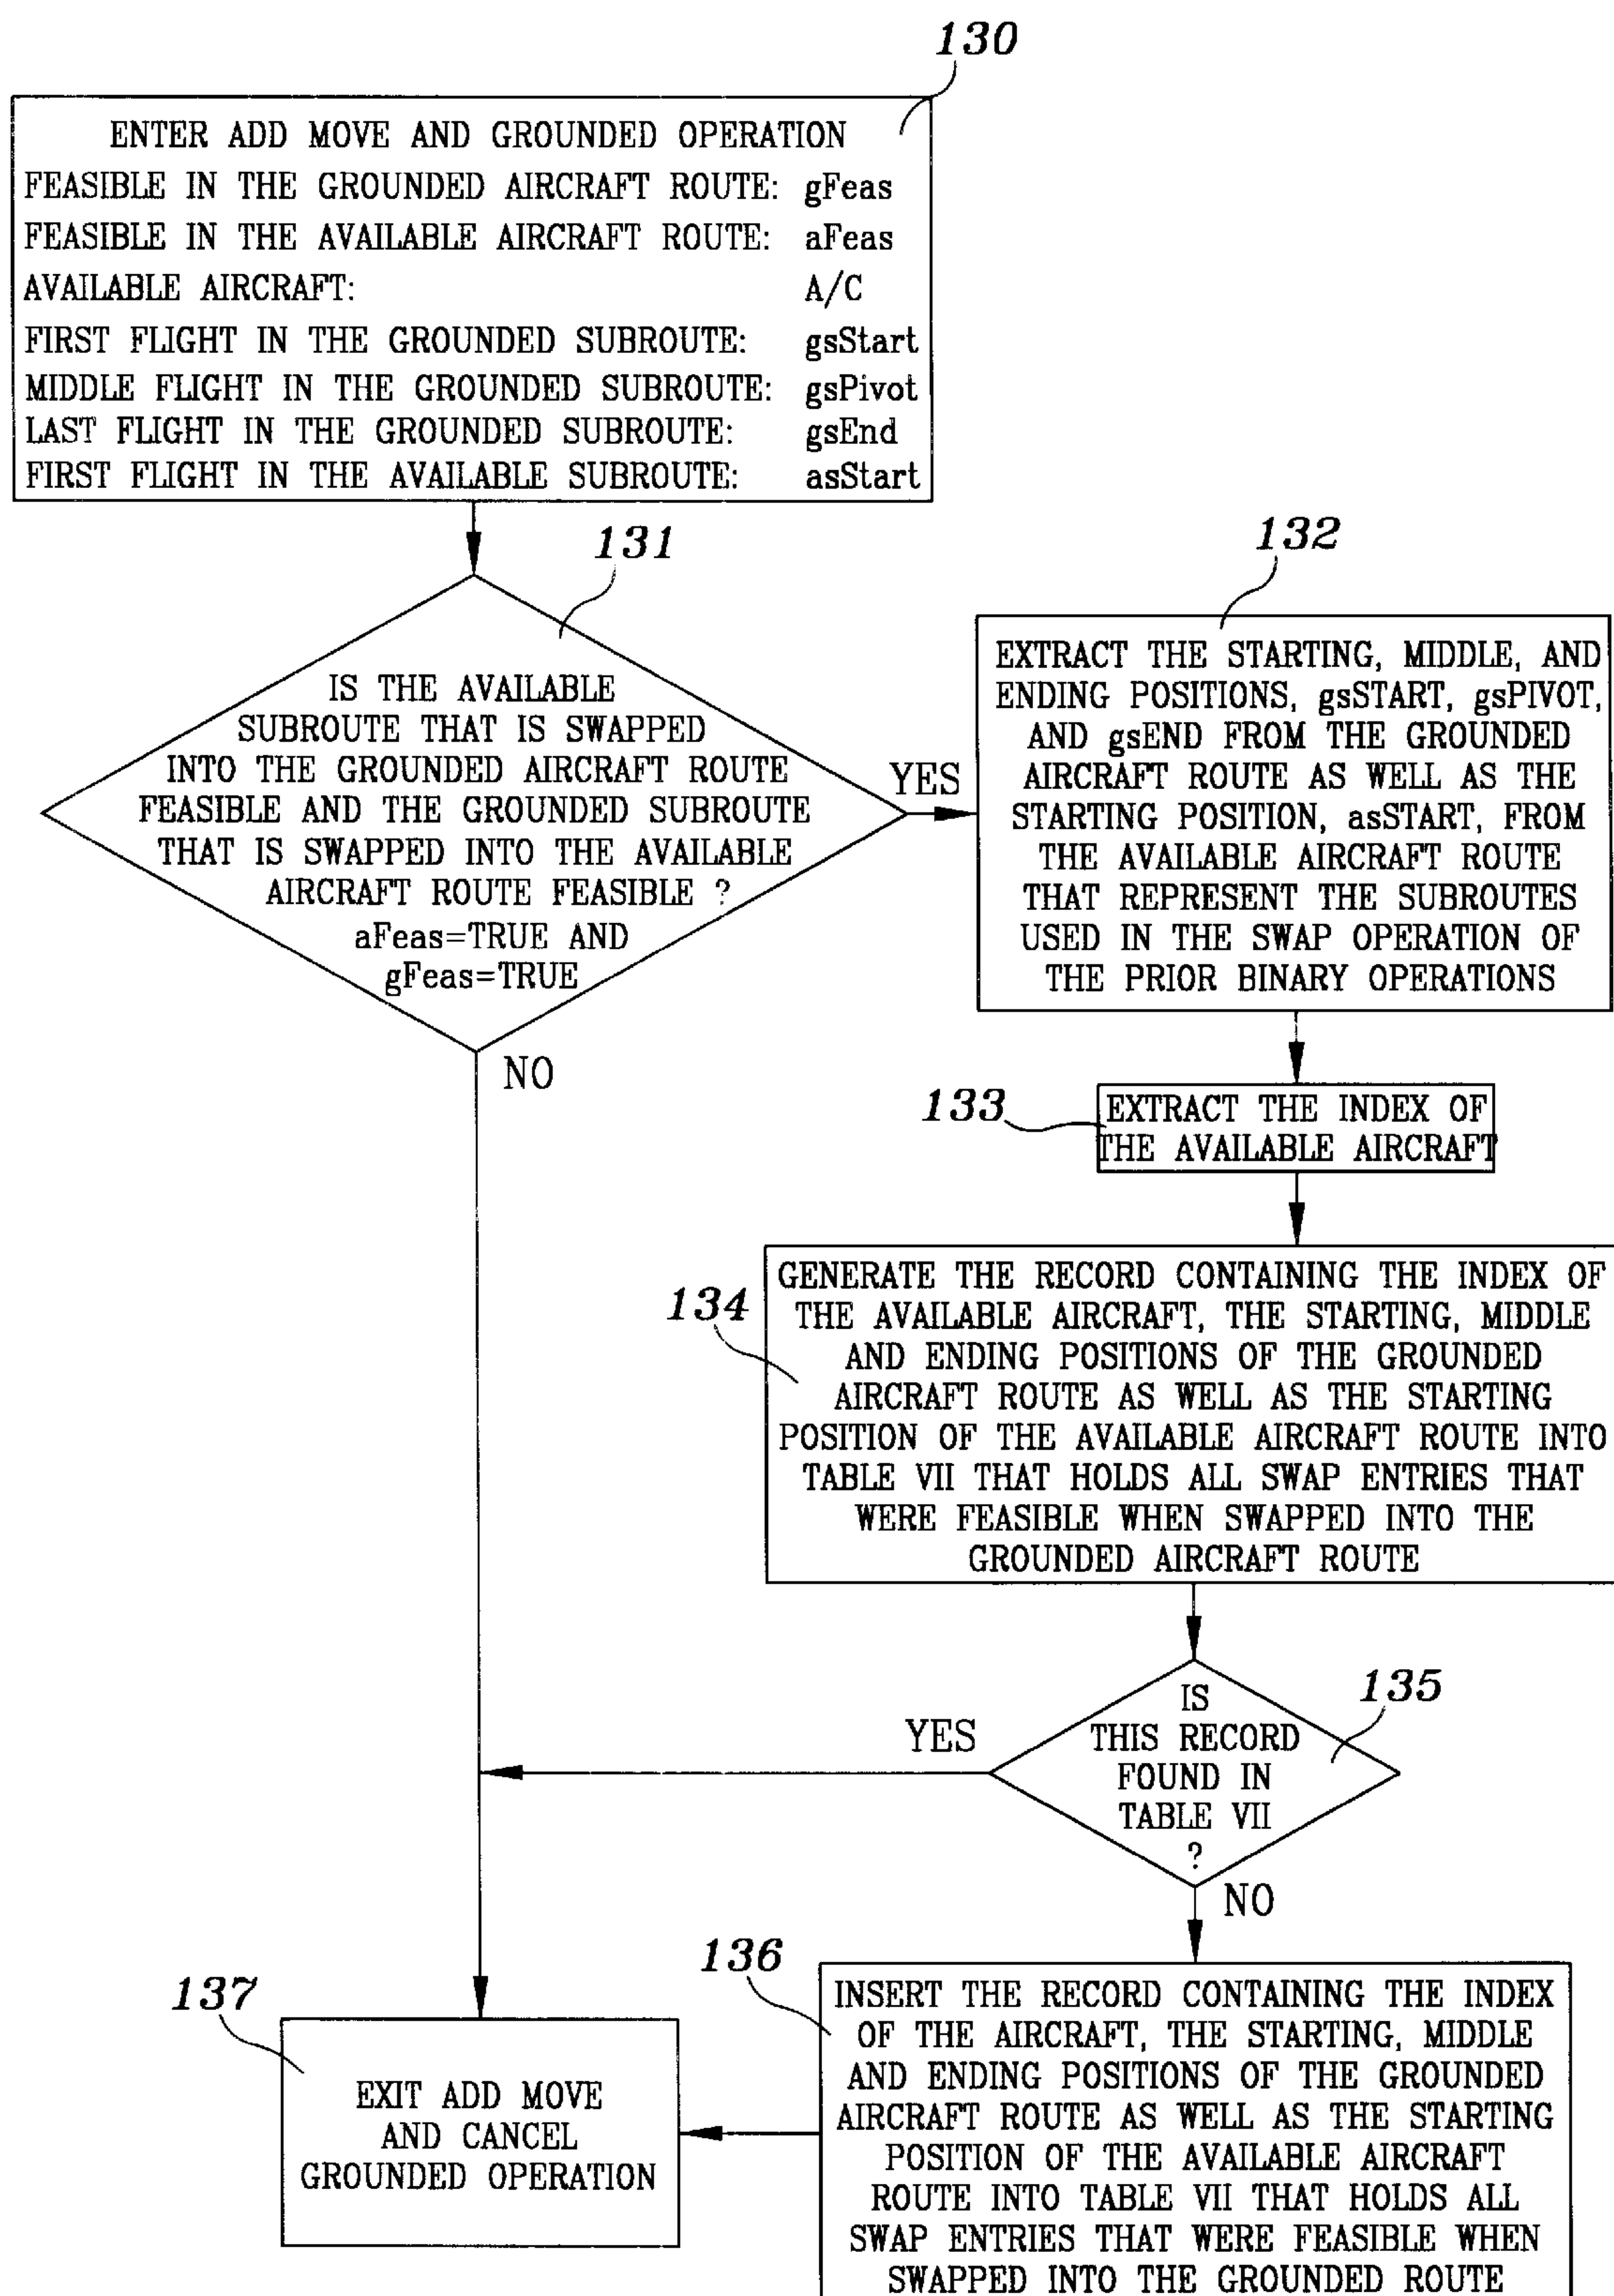 130
ENTER ADD MOVE AND GROUNDED OPERATION
FEASIBLE IN THE GROUNDED AIRCRAFT ROUTE: gFeas
FEASIBLE IN THE AVAILABLE AIRCRAFT ROUTE: aFeas
AVAILABLE AIRCRAFT: A/C
FIRST FLIGHT IN THE GROUNDED SUBROUTE: gsStart
MIDDLE FLIGHT IN THE GROUNDED SUBROUTE: gsPivot
LAST FLIGHT IN THE GROUNDED SUBROUTE: gsEnd
FIRST FLIGHT IN THE AVAILABLE SUBROUTE: asStart
131
IS THE AVAILABLE
SUBROUTE THAT IS SWAPPED
INTO THE GROUNDED AIRCRAFT ROUTE
FEASIBLE AND THE GROUNDED SUBROUTE
THAT IS SWAPPED INTO THE AVAILABLE
AIRCRAFT ROUTE FEASIBLE ?
aFeas=TRUE AND
gFeas=TRUE
YES
NO
132
EXTRACT THE STARTING, MIDDLE, AND
ENDING POSITIONS, gsSTART, gsPIVOT,
AND gsEND FROM THE GROUNDED
AIRCRAFT ROUTE AS WELL AS THE
STARTING POSITION, asSTART, FROM
THE AVAILABLE AIRCRAFT ROUTE
THAT REPRESENT THE SUBROUTES
USED IN THE SWAP OPERATION OF
THE PRIOR BINARY OPERATIONS
133
EXTRACT THE INDEX OF
THE AVAILABLE AIRCRAFT
134
GENERATE THE RECORD CONTAINING THE INDEX OF
THE AVAILABLE AIRCRAFT, THE STARTING, MIDDLE
AND ENDING POSITIONS OF THE GROUNDED
AIRCRAFT ROUTE AS WELL AS THE STARTING
POSITION OF THE AVAILABLE AIRCRAFT ROUTE INTO
TABLE VII THAT HOLDS ALL SWAP ENTRIES THAT
WERE FEASIBLE WHEN SWAPPED INTO THE
GROUNDED AIRCRAFT ROUTE
135
IS
THIS RECORD
FOUND IN
TABLE VII
?
YES
NO
136
INSERT THE RECORD CONTAINING THE INDEX
OF THE AIRCRAFT, THE STARTING, MIDDLE
AND ENDING POSITIONS OF THE GROUNDED
AIRCRAFT ROUTE AS WELL AS THE STARTING
POSITION OF THE AVAILABLE AIRCRAFT
ROUTE INTO TABLE VII THAT HOLDS ALL
SWAP ENTRIES THAT WERE FEASIBLE WHEN
SWAPPED INTO THE GROUNDED ROUTE
137
EXIT ADD MOVE
AND CANCEL
GROUNDED OPERATION